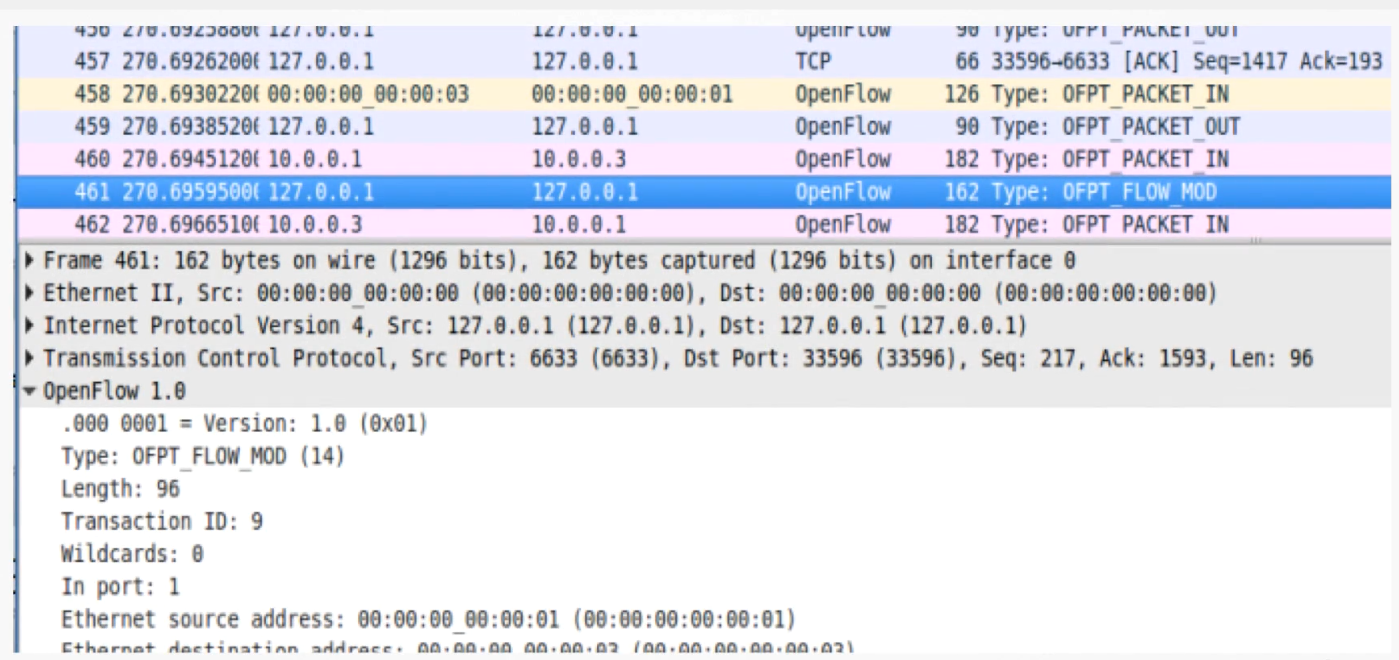 456 270.69258800 127.0.0.1 127.0.0.1 OpenFlow 90 Type: OFPT_PACKET_OUT
457 270.69262000 127.0.0.1 127.0.0.1 TCP 66 33596→6633 [ACK] Seq=1417 Ack=193
458 270.69302200 00:00:00_00:00:03 00:00:00_00:00:01 OpenFlow 126 Type: OFPT_PACKET_IN
459 270.69385200 127.0.0.1 127.0.0.1 OpenFlow 90 Type: OFPT_PACKET_OUT
460 270.69451200 10.0.0.1 10.0.0.3 OpenFlow 182 Type: OFPT_PACKET_IN
461 270.69595000 127.0.0.1 127.0.0.1 OpenFlow 162 Type: OFPT_FLOW_MOD
462 270.69665100 10.0.0.3 10.0.0.1 OpenFlow 182 Type: OFPT_PACKET_IN
Frame 461: 162 bytes on wire (1296 bits), 162 bytes captured (1296 bits) on interface 0
Ethernet II, Src: 00:00:00_00:00:00 (00:00:00:00:00:00), Dst: 00:00:00_00:00:00 (00:00:00:00:00:00)
Internet Protocol Version 4, Src: 127.0.0.1 (127.0.0.1), Dst: 127.0.0.1 (127.0.0.1)
Transmission Control Protocol, Src Port: 6633 (6633), Dst Port: 33596 (33596), Seq: 217, Ack: 1593, Len: 96
OpenFlow 1.0
.000 0001 = Version: 1.0 (0x01)
Type: OFPT_FLOW_MOD (14)
Length: 96
Transaction ID: 9
Wildcards: 0
In port: 1
Ethernet source address: 00:00:00_00:00:01 (00:00:00:00:00:01)
Ethernet destination address: 00:00:00_00:00:03 (00:00:00:00:00:03)